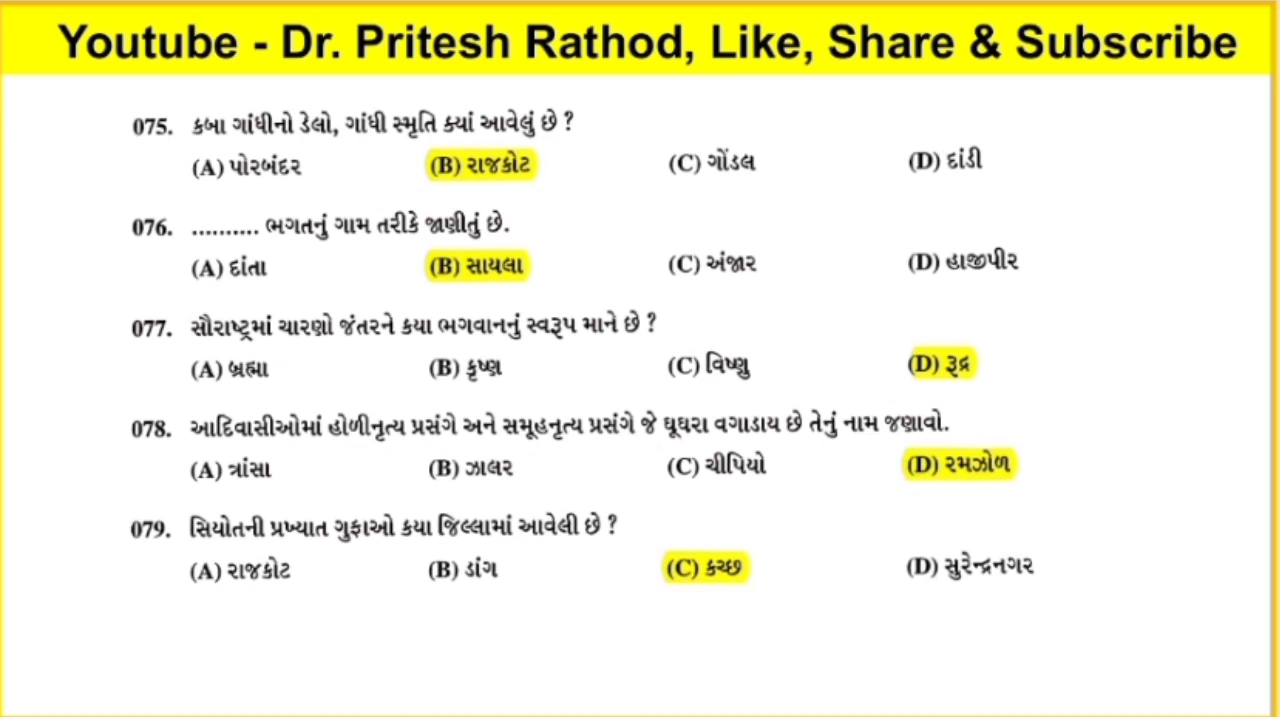 Youtube - Dr. Pritesh Rathod, Like, Share & Subscribe
075. કબા ગાંધીનો ડેલો, ગાંધી સ્મૃતિ ક્યાં આવેલું છે ?
(A) પોરબંદર (B) રાજકોટ (C) ગોંડલ (D) દાંડી
076. .......... ભગતનું ગામ તરીકે જાણીતું છે.
(A) દાંતા (B) સાયલા (C) અંજાર (D) હાજીપીર
077. સૌરાષ્ટ્રમાં ચારણો જંતરને કયા ભગવાનનું સ્વરૂપ માને છે ?
(A) બ્રહ્મા (B) કૃષ્ણ (C) વિષ્ણુ (D) રૂદ્ર
078. આદિવાસીઓમાં હોળીનૃત્ય પ્રસંગે અને સમૂહનૃત્ય પ્રસંગે જે ઘૂઘરા વગાડાય છે તેનું નામ જણાવો.
(A) ત્રાંસા (B) ઝાલર (C) ચીપિયો (D) રમઝોળ
079. સિયોતની પ્રખ્યાત ગુફાઓ કયા જિલ્લામાં આવેલી છે ?
(A) રાજકોટ (B) ડાંગ (C) કચ્છ (D) સુરેન્દ્રનગર